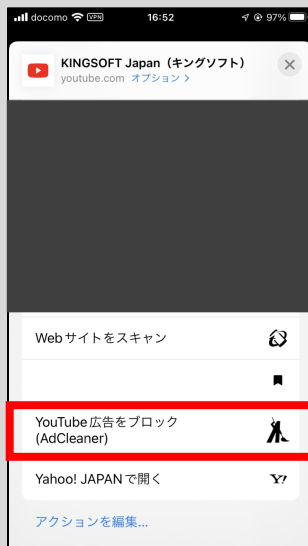 docomo VPN 16:52 97%
KINGSOFT Japan（キングソフト）
youtube.com オプション >
Webサイトをスキャン
YouTube広告をブロック
(AdCleaner)
Yahoo! JAPANで開く
Y!
アクションを編集...